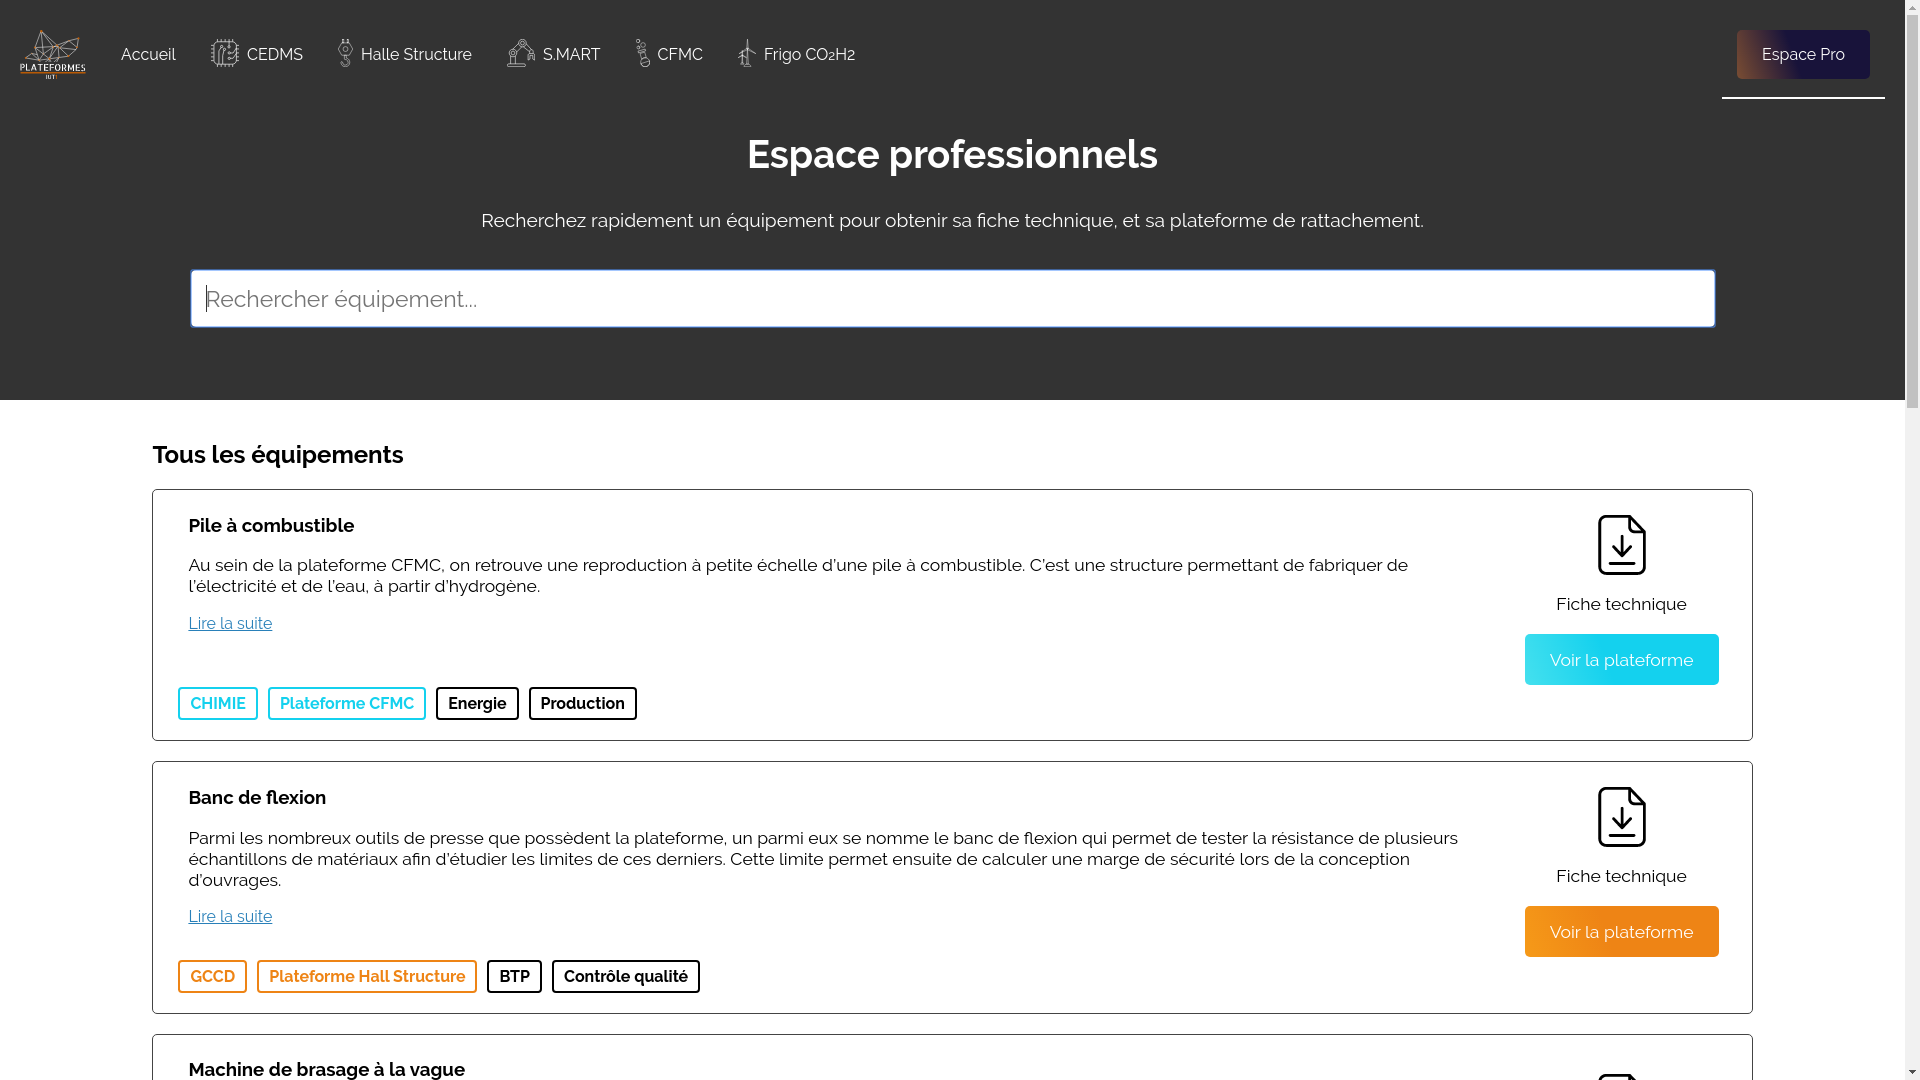 PLATEFORMES
IUT1
Accueil
CEDMS
Halle Structure
S.MART
CFMC
Frigo CO2H2
Espace Pro
Espace professionnels
Recherchez rapidement un équipement pour obtenir sa fiche technique, et sa plateforme de rattachement.
Rechercher équipement...
Tous les équipements
Pile à combustible
Au sein de la plateforme CFMC, on retrouve une reproduction à petite échelle d’une pile à combustible. C’est une structure permettant de fabriquer de
l’électricité et de l’eau, à partir d’hydrogène.
Lire la suite
CHIMIE
Plateforme CFMC
Energie
Production
Fiche technique
Voir la plateforme
Banc de flexion
Parmi les nombreux outils de presse que possèdent la plateforme, un parmi eux se nomme le banc de flexion qui permet de tester la résistance de plusieurs
échantillons de matériaux afin d’étudier les limites de ces derniers. Cette limite permet ensuite de calculer une marge de sécurité lors de la conception
d’ouvrages.
Lire la suite
GCCD
Plateforme Hall Structure
BTP
Contrôle qualité
Fiche technique
Voir la plateforme
Machine de brasage à la vague